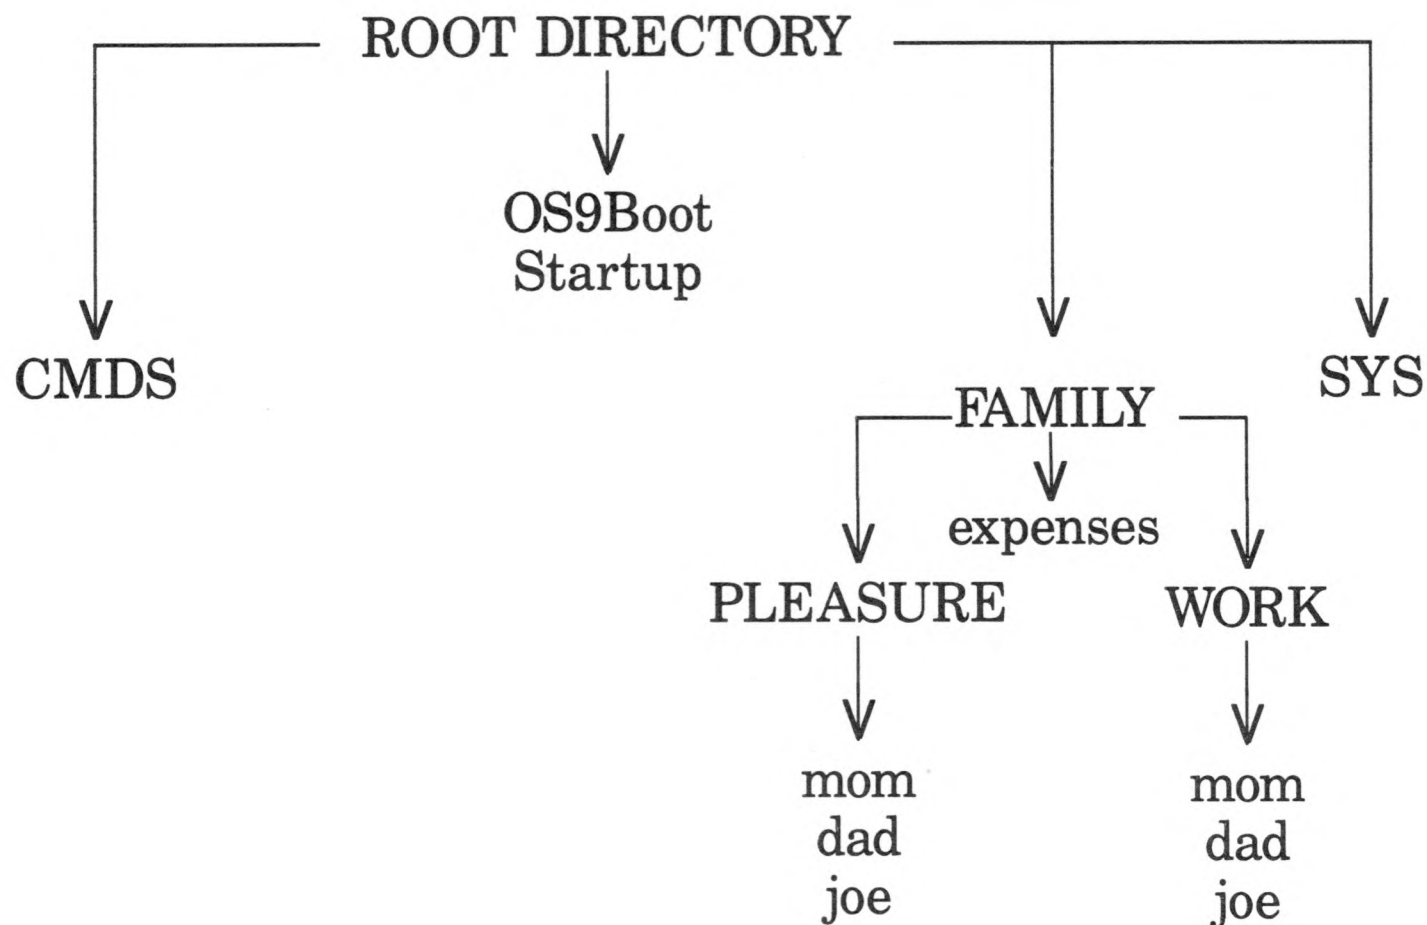 ROOT DIRECTORY
OS9Boot
Startup
CMDS
SYS
FAMILY
expenses
PLEASURE
WORK
mom
dad
joe
mom
dad
joe